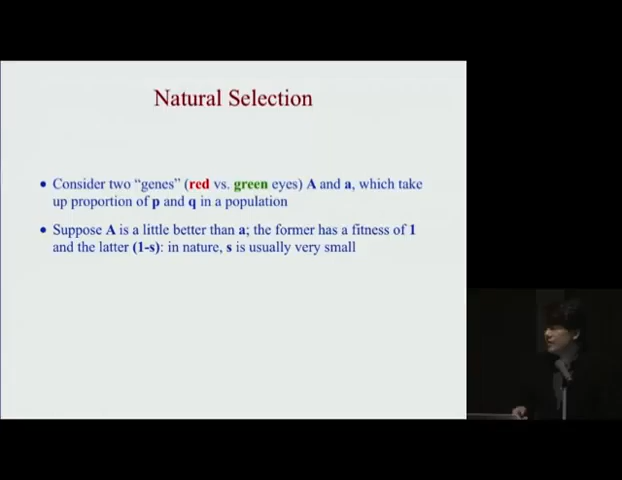 Natural Selection
• Consider two “genes” (red vs. green eyes) A and a, which take
up proportion of p and q in a population
• Suppose A is a little better than a; the former has a fitness of 1
and the latter (1-s): in nature, s is usually very small